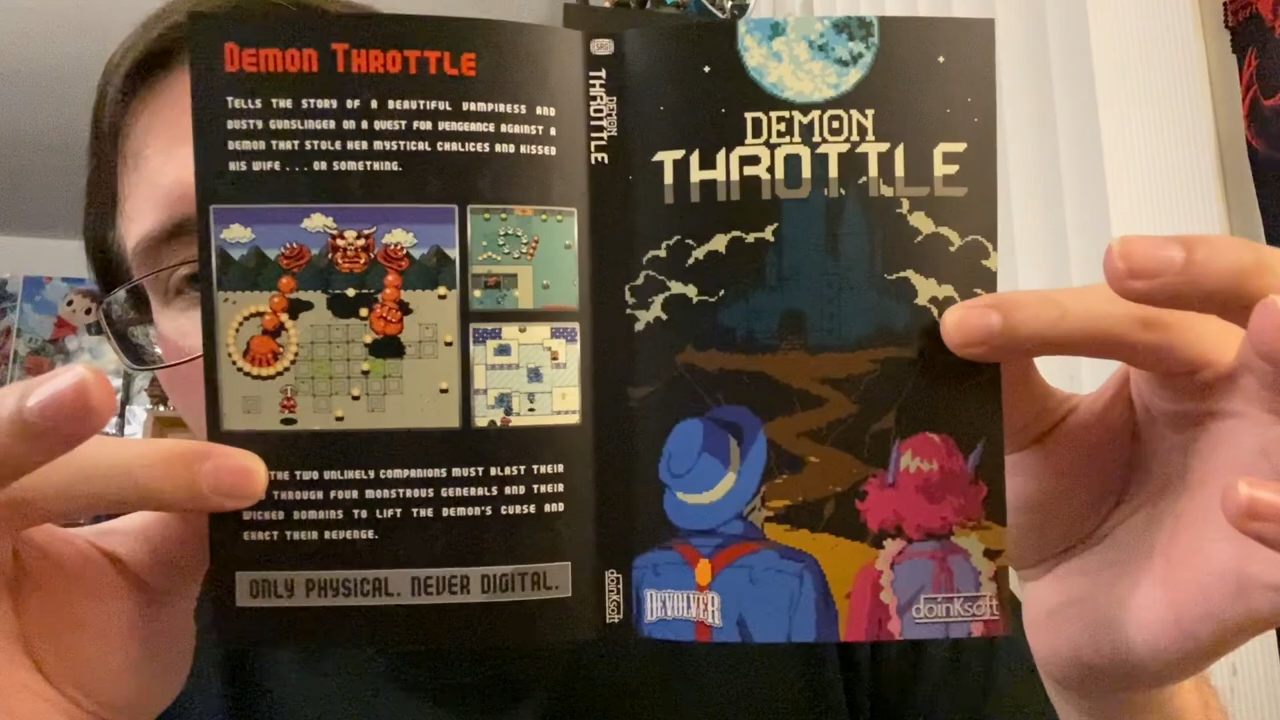 DEMON THROTTLE
TELLS THE STORY OF A BEAUTIFUL VAMPIRESS AND
DUSTY GUNSLINGER ON A QUEST FOR VENGEANCE AGAINST A
DEMON THAT STOLE HER MYSTICAL CHALICES AND KISSED
HIS WIFE . . . OR SOMETHING.
THE TWO UNLIKELY COMPANIONS MUST BLAST THEIR
THROUGH FOUR MONSTROUS GENERALS AND THEIR
WICKED DOMAINS TO LIFT THE DEMON'S CURSE AND
EXACT THEIR REVENGE.
ONLY PHYSICAL. NEVER DIGITAL.
SRG
DEMON
THROTTLE
doinksoft
DEMON
THROTTLE
DEVOLVER
doinksoft